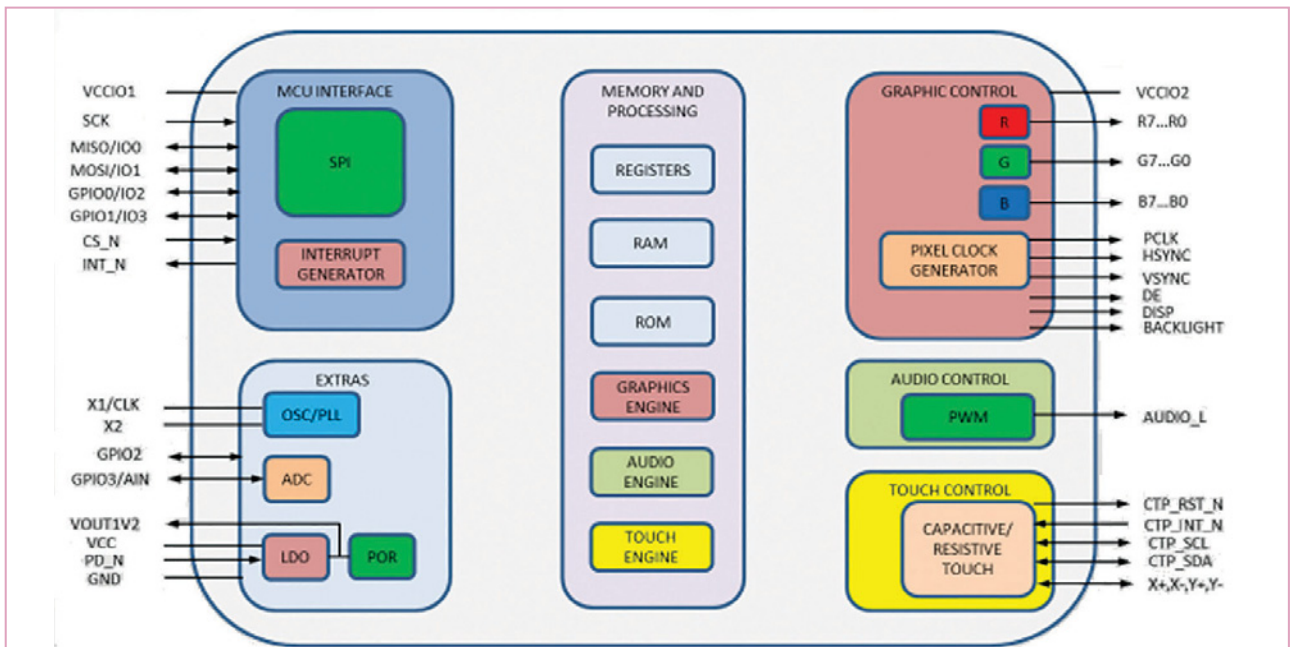 VCCIO1
SCK
MISO/IO0
MOSI/IO1
GPIO0/IO2
GPIO1/IO3
CS_N
INT_N
MCU INTERFACE
SPI
INTERRUPT
GENERATOR
X1/CLK
X2
GPIO2
GPIO3/AIN
VOUT1V2
VCC
PD_N
GND
EXTRAS
OSC/PLL
ADC
LDO
POR
MEMORY AND
PROCESSING
REGISTERS
RAM
ROM
GRAPHICS
ENGINE
AUDIO
ENGINE
TOUCH
ENGINE
GRAPHIC CONTROL
R
G
B
PIXEL CLOCK
GENERATOR
VCCIO2
R7...R0
G7...G0
B7...B0
PCLK
HSYNC
VSYNC
DE
DISP
BACKLIGHT
AUDIO CONTROL
PWM
AUDIO_L
TOUCH CONTROL
CAPACITIVE/
RESISTIVE
TOUCH
CTP_RST_N
CTP_INT_N
CTP_SCL
CTP_SDA
X+,X-,Y+,Y-